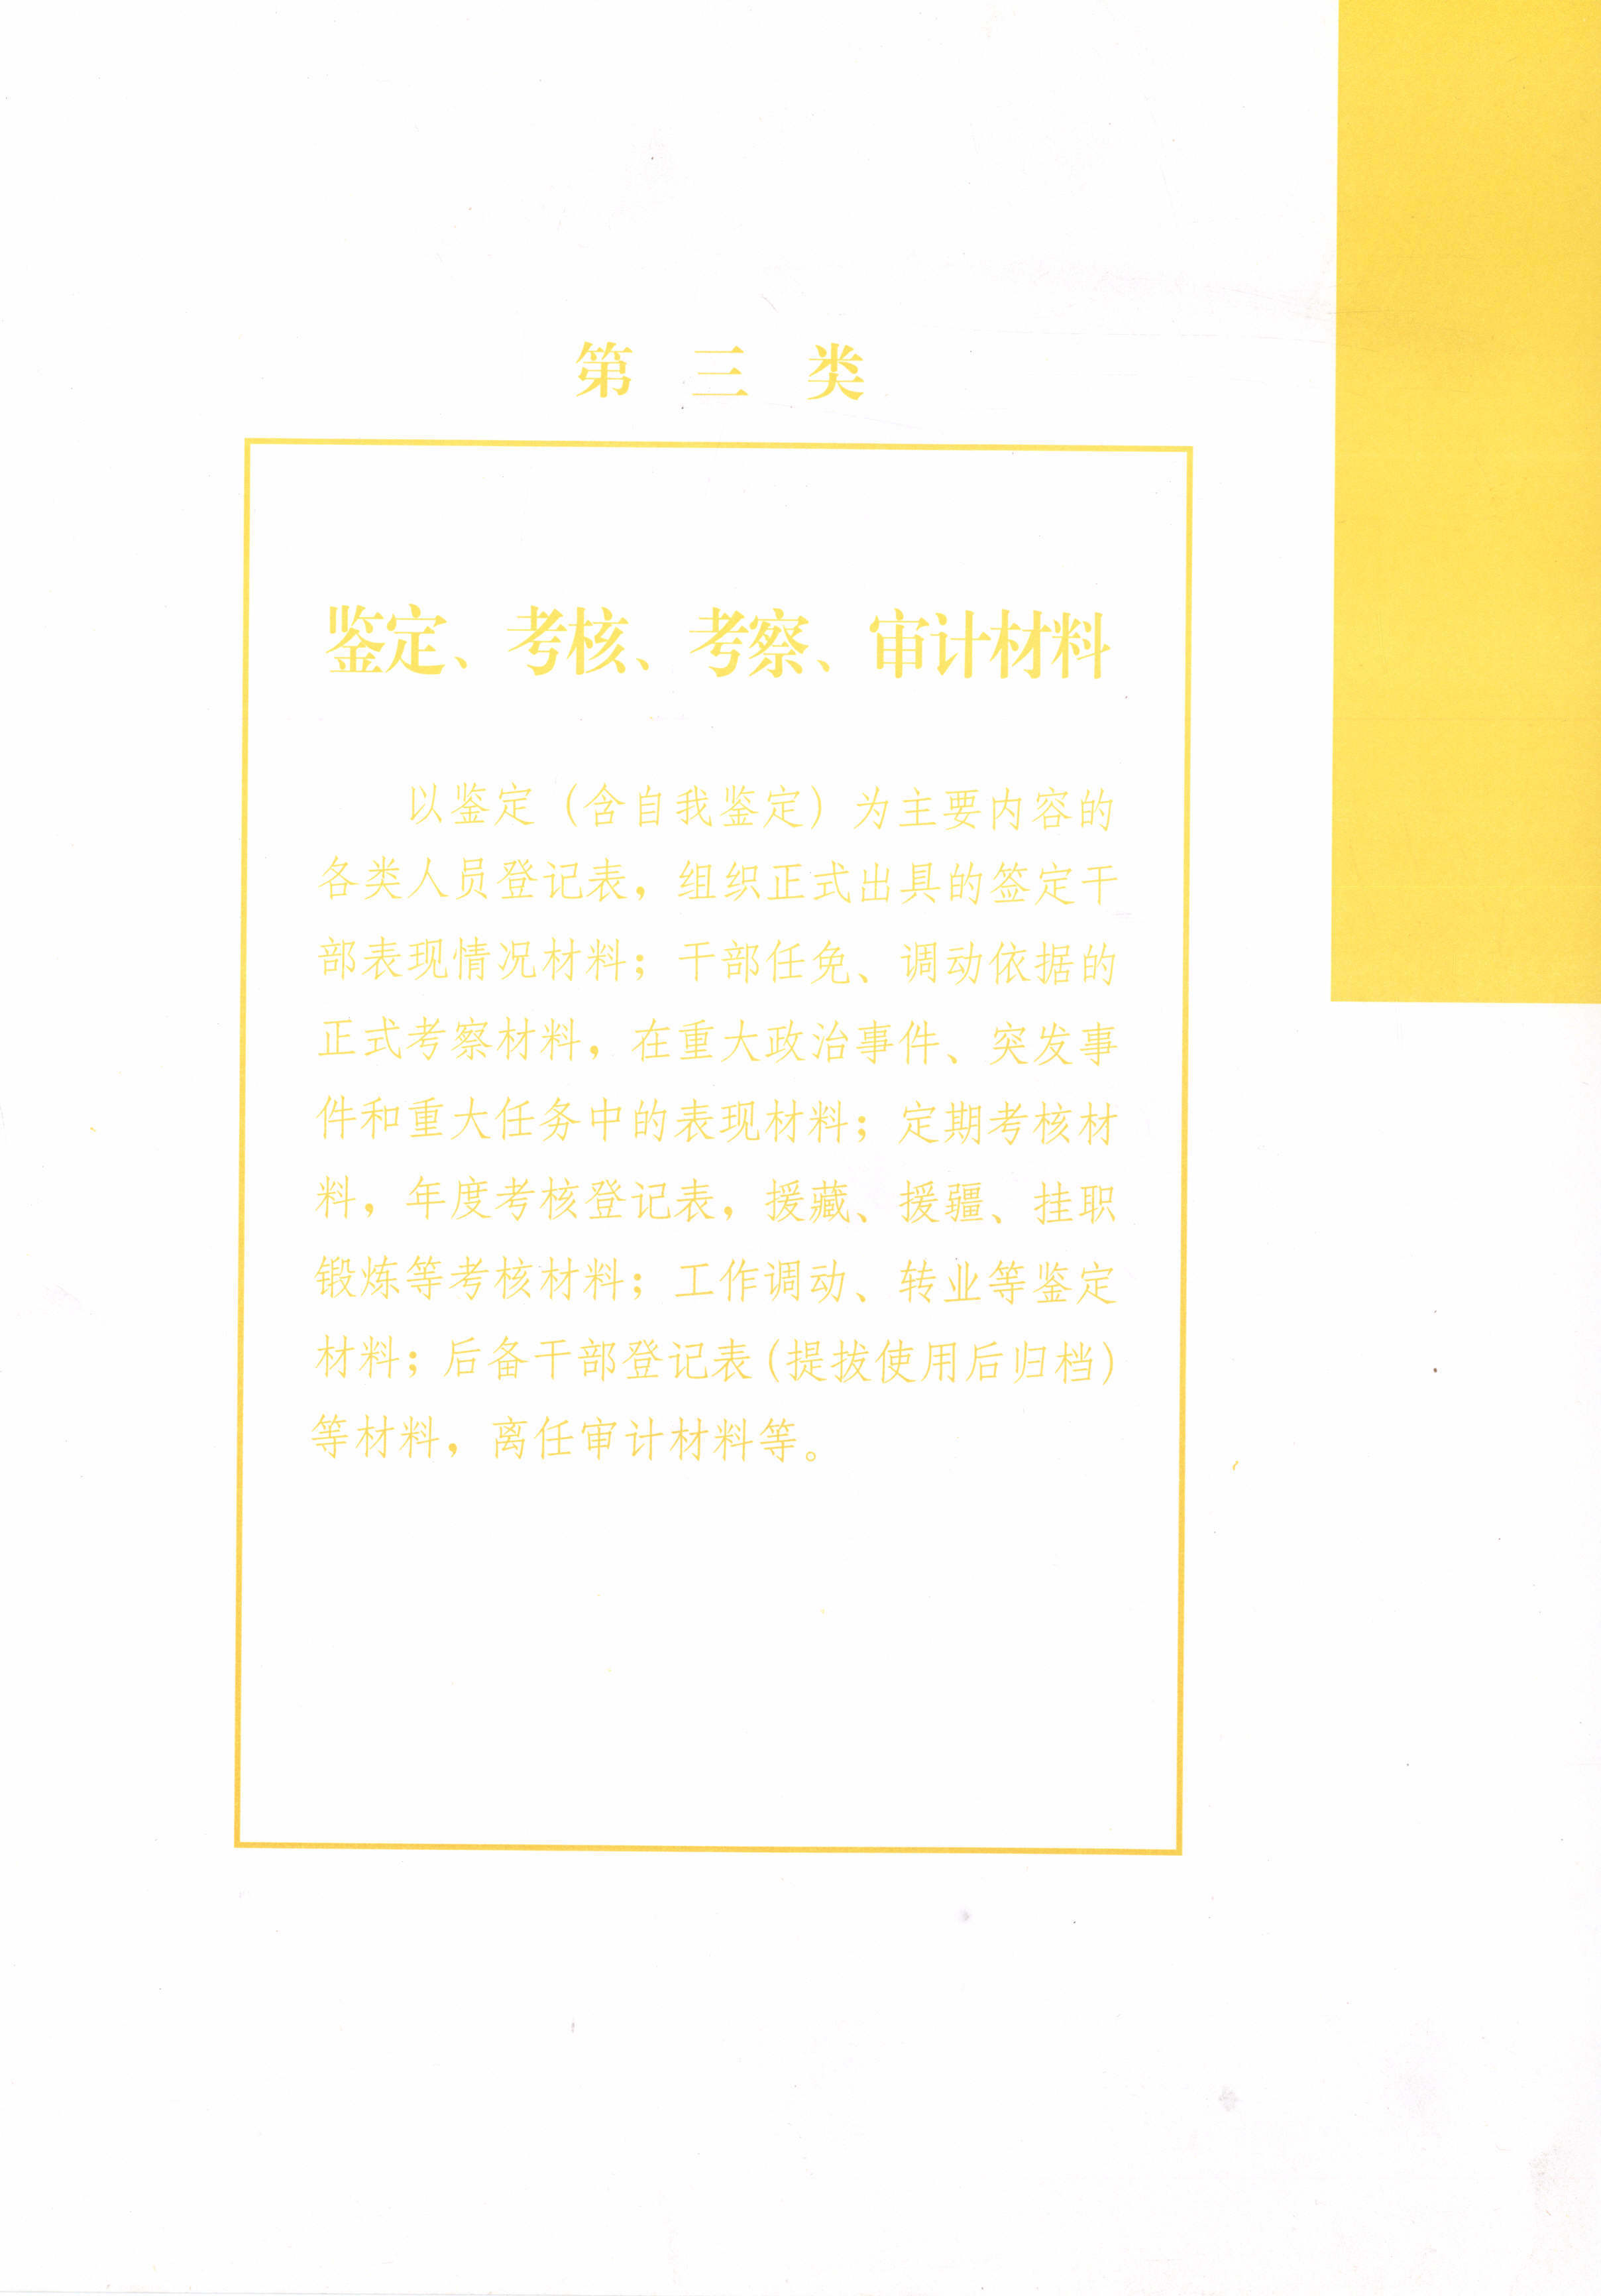 第三类
鉴定、考核、考察、审计材料
以鉴定（含自我鉴定）为主要内容的
各类人员登记表，组织正式出具的签定干
部表现情况材料；干部任免、调动依据的
正式考察材料，在重大政治事件、突发事
件和重大任务中的表现材料；定期考核材
料，年度考核登记表，援藏、援疆、挂职
锻炼等考核材料；工作调动、转业等鉴定
材料；后备干部登记表(提拔使用后归档)
等材料，离任审计材料等。